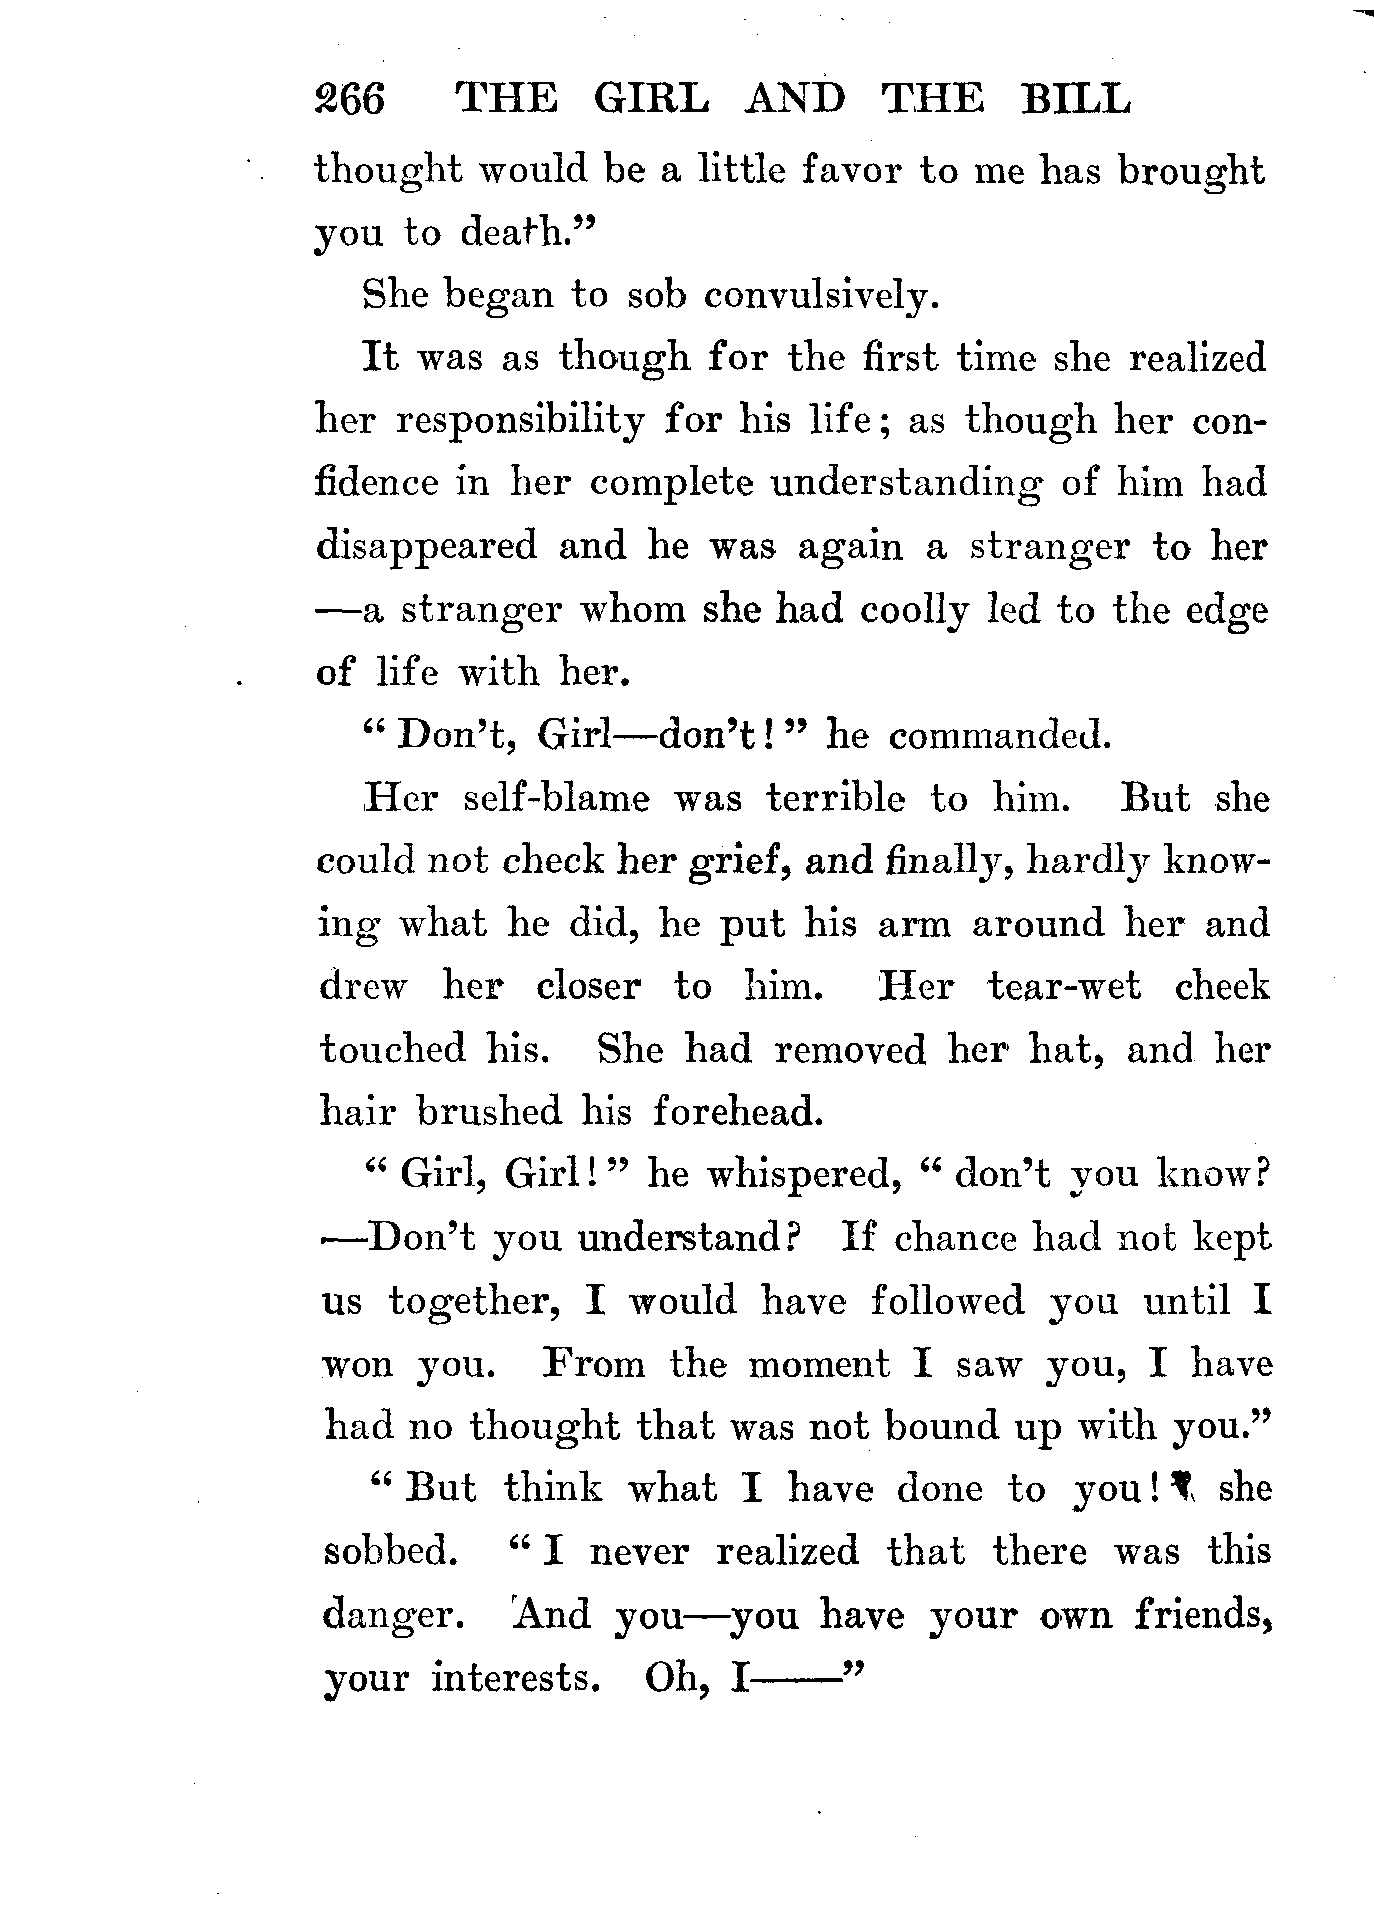 266 THE GIRL AND THE BILL
thought would be a little favor to me has brought
you to death."
She began to sob convulsively.
It was as though for the first time she realized
her responsibility for his life; as though her con-
fidence in her complete understanding of him had
disappeared and he was again a stranger to her
—a stranger whom she had coolly led to the edge
of life with her.
"Don't, Girl—don't!" he commanded.
Her self-blame was terrible to him. But she
could not check her grief, and finally, hardly know-
ing what he did, he put his arm around her and
drew her closer to him. Her tear-wet cheek
touched his. She had removed her hat, and her
hair brushed his forehead.
"Girl, Girl!" he whispered, "don't you know?
—Don't you understand? If chance had not kept
us together, I would have followed you until I
won you. From the moment I saw you, I have
had no thought that was not bound up with you."
"But think what I have done to you!" she
sobbed. "I never realized that there was this
danger. And you—you have your own friends,
your interests. Oh, I——"